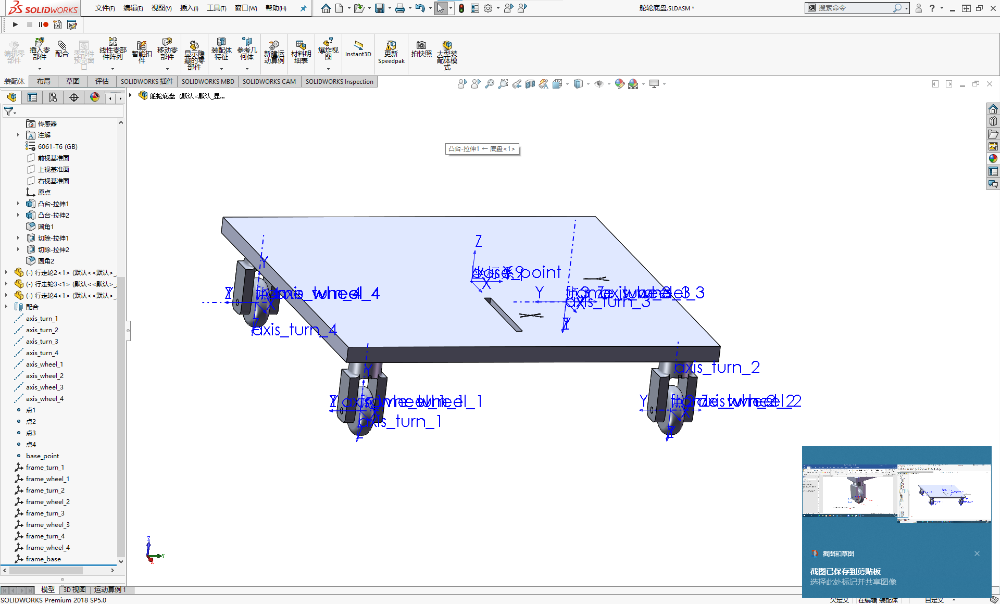 SOLIDWORKS
文件(F) 编辑(E) 视图(V) 插入(I) 工具(T) 窗口(W) 帮助(H)
舵轮底盘.SLDASM *
搜索命令
编辑零部件
插入零部件
配合
零部件预览窗口
线性零部件阵列
智能扣件
移动零部件
显示隐藏的零部件
装配体特征
参考几何体
新建运动算例
材料明细表
爆炸视图
Instant3D
更新 Speedpak
拍快照
大型装配体模式
装配体 布局 草图 评估 SOLIDWORKS 插件 SOLIDWORKS MBD SOLIDWORKS CAM SOLIDWORKS Inspection
舵轮底盘 (默认<默认_显...
传感器
注解
6061-T6 (GB)
前视基准面
上视基准面
右视基准面
原点
凸台-拉伸1
凸台-拉伸2
圆角1
切除-拉伸1
切除-拉伸2
圆角2
(-) 行走轮2<1> (默认<<默认>_
(-) 行走轮3<1> (默认<<默认>_
(-) 行走轮4<1> (默认<<默认>_
配合
axis_turn_1
axis_turn_2
axis_turn_3
axis_turn_4
axis_wheel_1
axis_wheel_2
axis_wheel_3
axis_wheel_4
点1
点2
点3
点4
base_point
frame_turn_1
frame_wheel_1
frame_turn_2
frame_wheel_2
frame_turn_3
frame_wheel_3
frame_turn_4
frame_wheel_4
frame_base
凸台-拉伸1 ← 底盘<1>
Z
base_point
X
Y
axis_turn_3
axis_turn_4
axis_turn_2
axis_turn_1
Z
Y
X
截图和草图
截图已保存到剪贴板
选择此处标记并共享图像
模型 3D 视图 运动算例 1
SOLIDWORKS Premium 2018 SP5.0
欠定义 在编辑 装配体 自定义